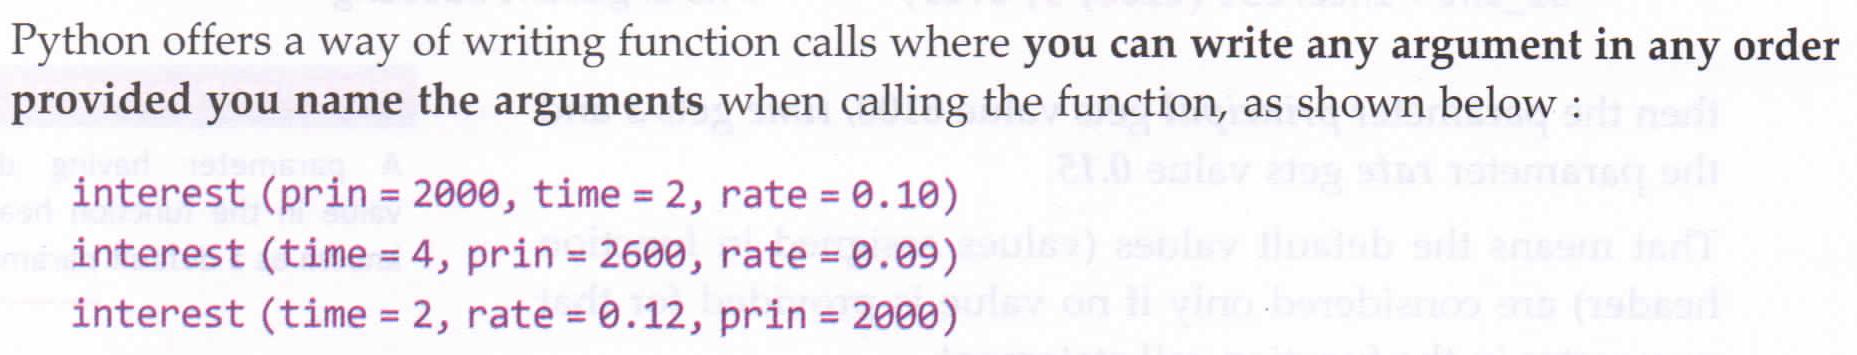 Python offers a way of writing function calls where you can write any argument in any order
provided you name the arguments when calling the function, as shown below :
interest (prin = 2000, time = 2, rate = 0.10)
interest (time = 4, prin = 2600, rate = 0.09)
interest (time = 2, rate = 0.12, prin = 2000)